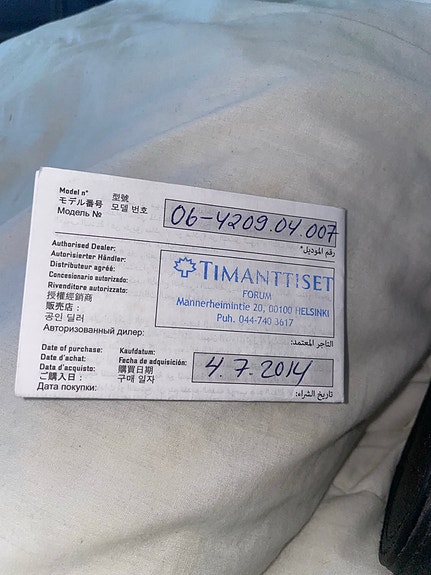 Model n° 型號
モデル番号 모델 번호
Модель №
06-4209.04.007
رقم الموديل*
Authorised Dealer:
Autorisierter Händler:
Distributeur agréé:
Concesionario autorizado:
Rivenditore autorizzato:
授權經銷商
販売店：
공인 딜러
Авторизованный дилер:
TIMANTTISET
FORUM
Mannerheimintie 20, 00100 HELSINKI
Puh. 044-740 3617
التاجر المعتمد:
Date of purchase: Kaufdatum:
Date d'achat: Fecha de adquisición:
Data d'acquisto: 購買日期
ご購入日： 구매 일자
Дата покупки:
4.7.2014
تاريخ الشراء: